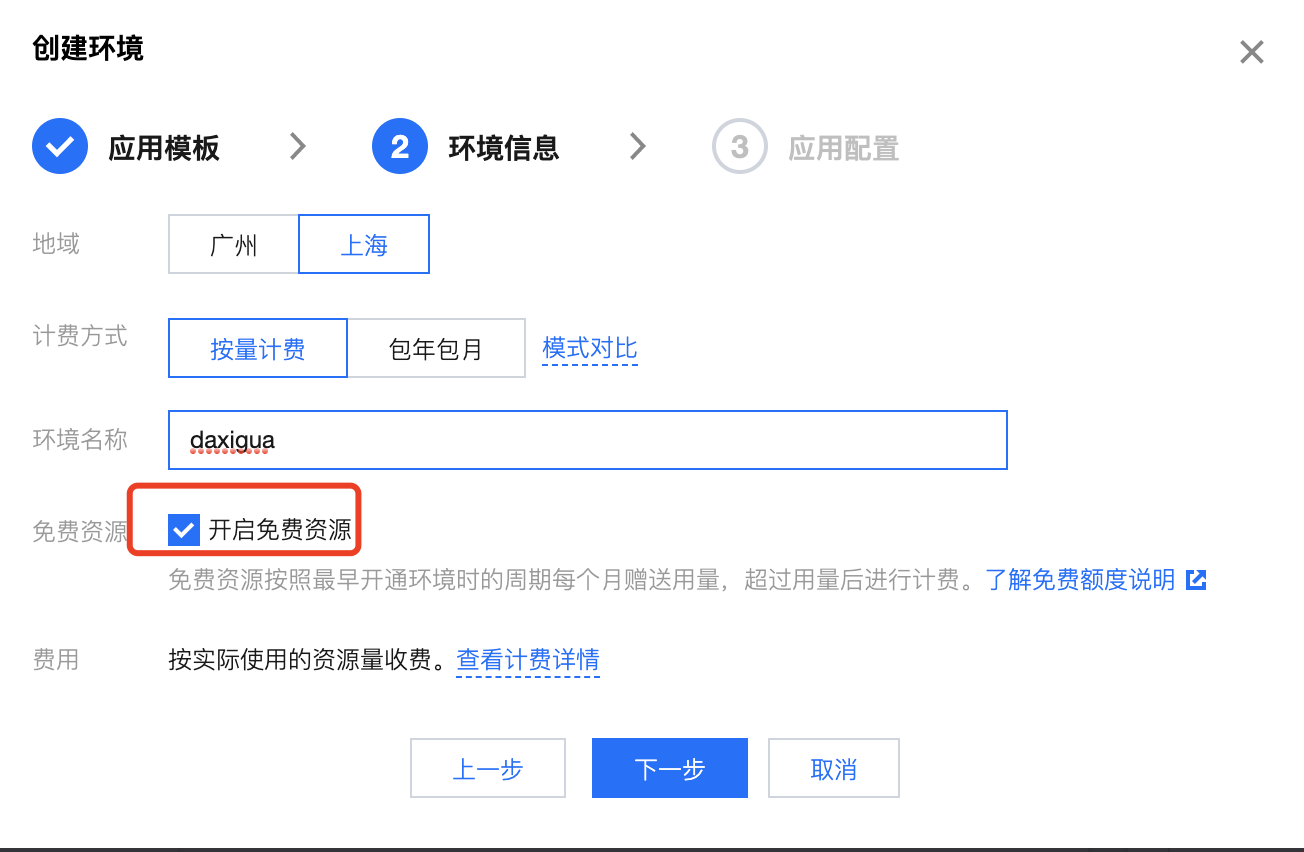 创建环境
应用模板 2 环境信息 3 应用配置
地域 广州 上海
计费方式 按量计费 包年包月 模式对比
环境名称 daxigua
免费资源 开启免费资源
免费资源按照最早开通环境时的周期每个月赠送用量，超过用量后进行计费。了解免费额度说明
费用 按实际使用的资源量收费。查看计费详情
上一步 下一步 取消